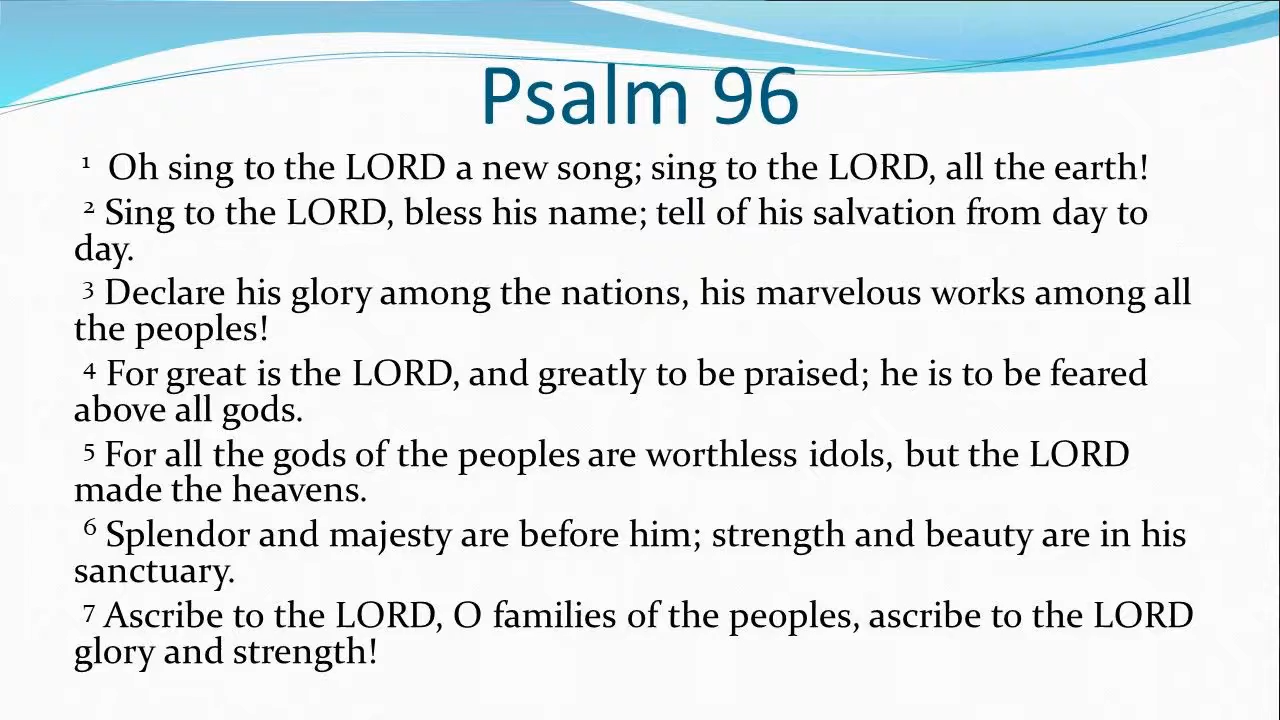 Psalm 96
1 Oh sing to the LORD a new song; sing to the LORD, all the earth!
2 Sing to the LORD, bless his name; tell of his salvation from day to
day.
3 Declare his glory among the nations, his marvelous works among all
the peoples!
4 For great is the LORD, and greatly to be praised; he is to be feared
above all gods.
5 For all the gods of the peoples are worthless idols, but the LORD
made the heavens.
6 Splendor and majesty are before him; strength and beauty are in his
sanctuary.
7 Ascribe to the LORD, O families of the peoples, ascribe to the LORD
glory and strength!